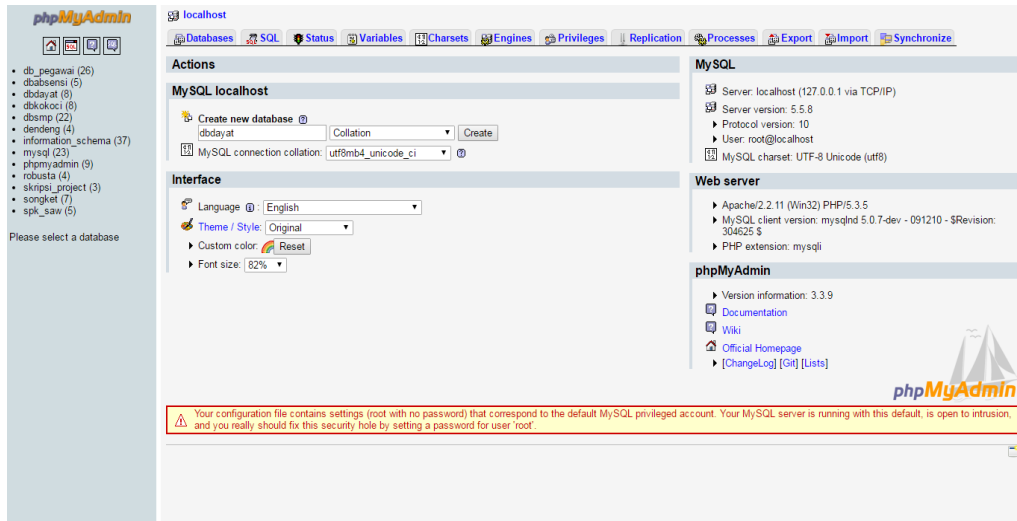 phpMyAdmin
db_pegawai (26)
dbabsensi (5)
dbdayat (8)
dbkokoci (8)
dbsmp (22)
dendeng (4)
information_schema (37)
mysql (23)
phpmyadmin (9)
robusta (4)
skripsi_project (3)
songket (7)
spk_saw (5)
Please select a database
localhost
Databases SQL Status Variables Charsets Engines Privileges Replication Processes Export Import Synchronize
Actions
MySQL localhost
Create new database
dbdayat Collation Create
MySQL connection collation: utf8mb4_unicode_ci
Interface
Language : English
Theme / Style: Original
Custom color: Reset
Font size: 82%
MySQL
Server: localhost (127.0.0.1 via TCP/IP)
Server version: 5.5.8
Protocol version: 10
User: root@localhost
MySQL charset: UTF-8 Unicode (utf8)
Web server
Apache/2.2.11 (Win32) PHP/5.3.5
MySQL client version: mysqlnd 5.0.7-dev - 091210 - $Revision:
304625 $
PHP extension: mysqli
phpMyAdmin
Version information: 3.3.9
Documentation
Wiki
Official Homepage
[ChangeLog] [Git] [Lists]
phpMyAdmin
Your configuration file contains settings (root with no password) that correspond to the default MySQL privileged account. Your MySQL server is running with this default, is open to intrusion,
and you really should fix this security hole by setting a password for user 'root'.